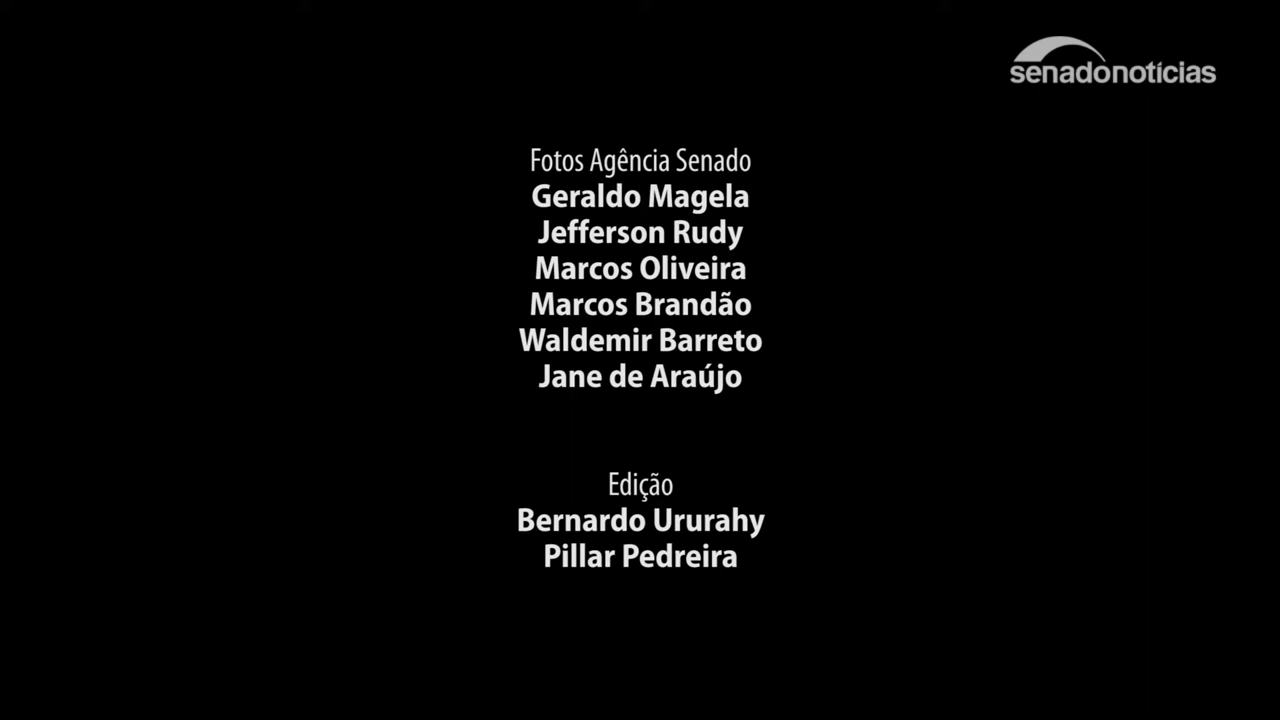 senadonotícias
Fotos Agência Senado
Geraldo Magela
Jefferson Rudy
Marcos Oliveira
Marcos Brandão
Waldemir Barreto
Jane de Araújo
Edição
Bernardo Ururahy
Pillar Pedreira